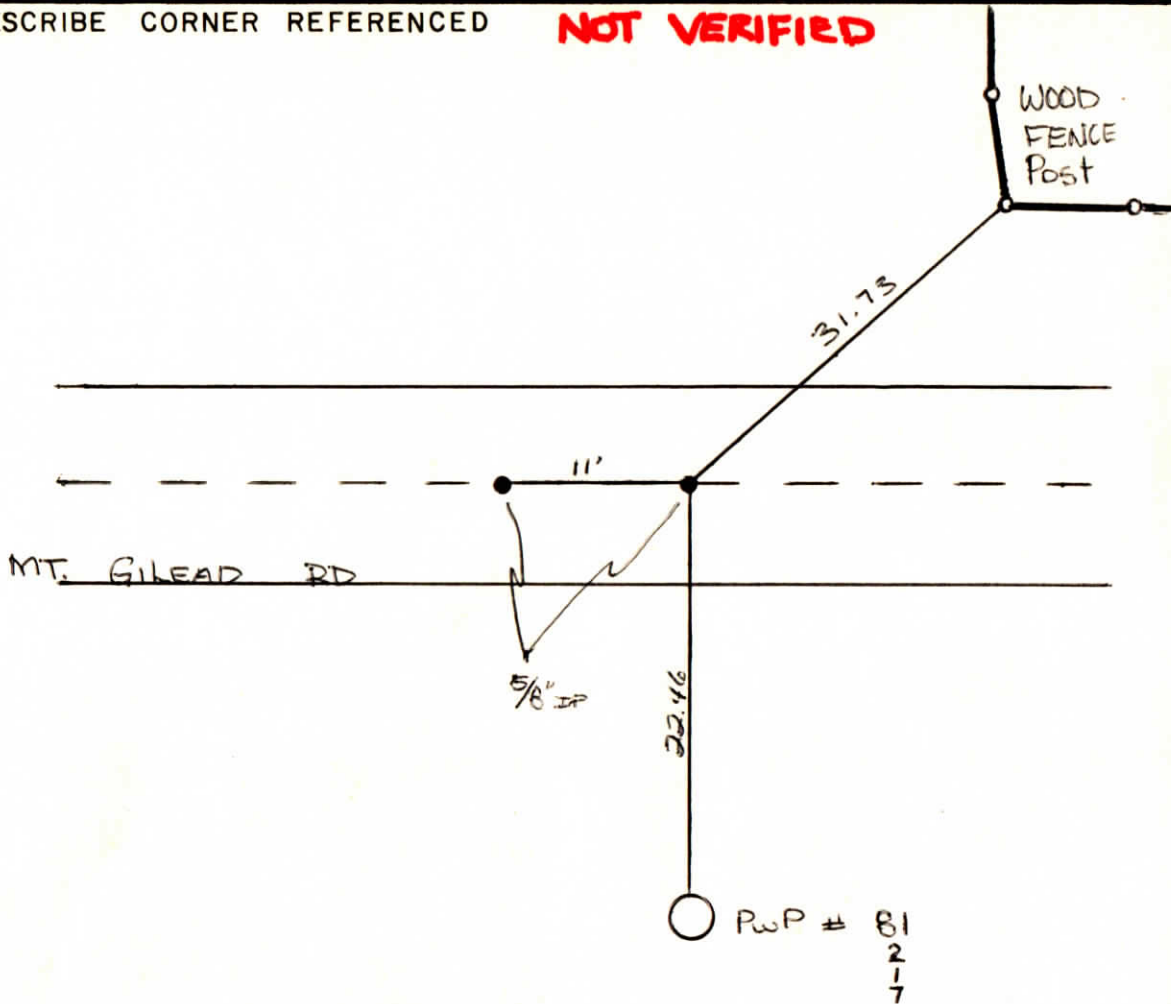 SCRIBE CORNER REFERENCED
NOT VERIFIED
WOOD
FENCE
Post
31.73
11'
MT. GILEAD RD
5/8" IP
22.46
PWP # 81
2
1
7